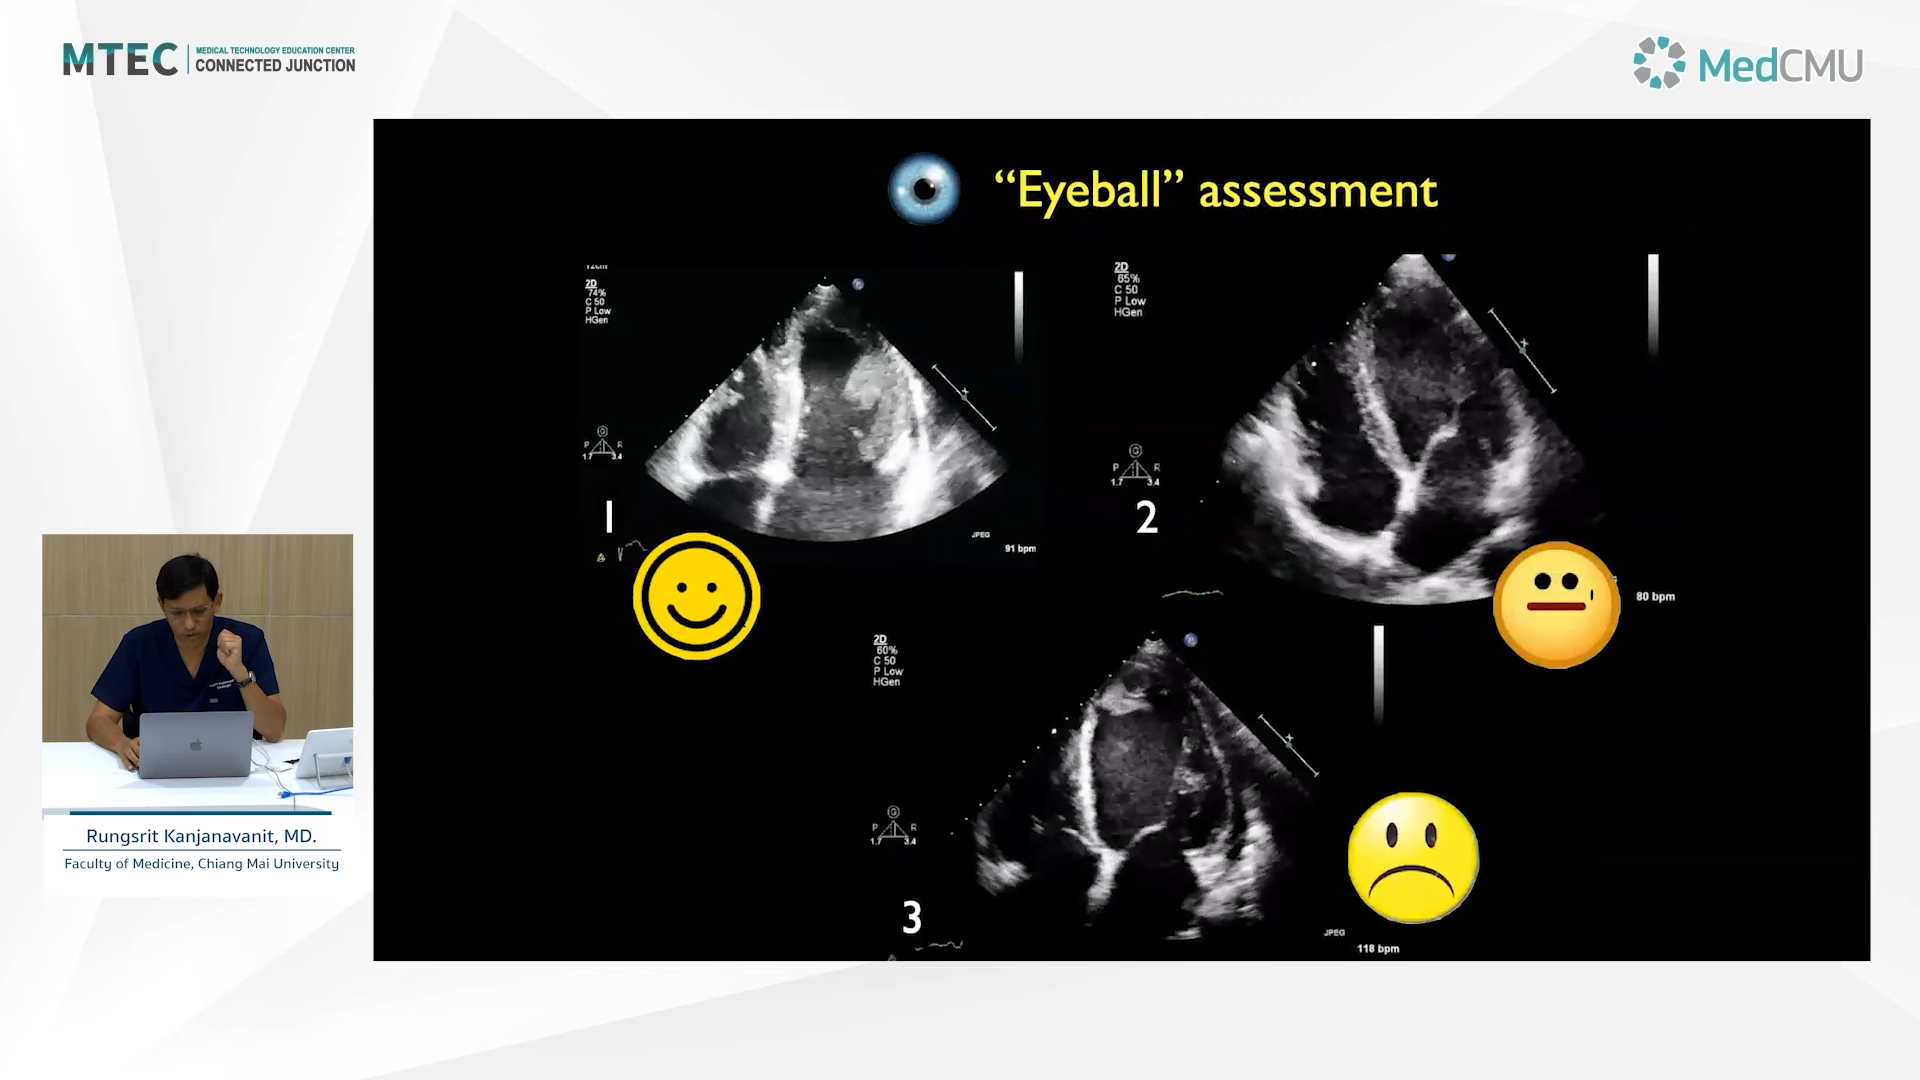 MTEC
MEDICAL TECHNOLOGY EDUCATION CENTER
CONNECTED JUNCTION
MedCMU
“Eyeball” assessment
12cm
2D
74%
C 50
P Low
HGen
G
P R
1.7 3.4
1
JPEG
91 bpm
2D
65%
C 50
P Low
HGen
G
P R
1.7 3.4
2
80 bpm
2D
60%
C 50
P Low
HGen
G
P R
1.7 3.4
3
JPEG
118 bpm
Rungsrit Kanjanavanit, MD.
Faculty of Medicine, Chiang Mai University